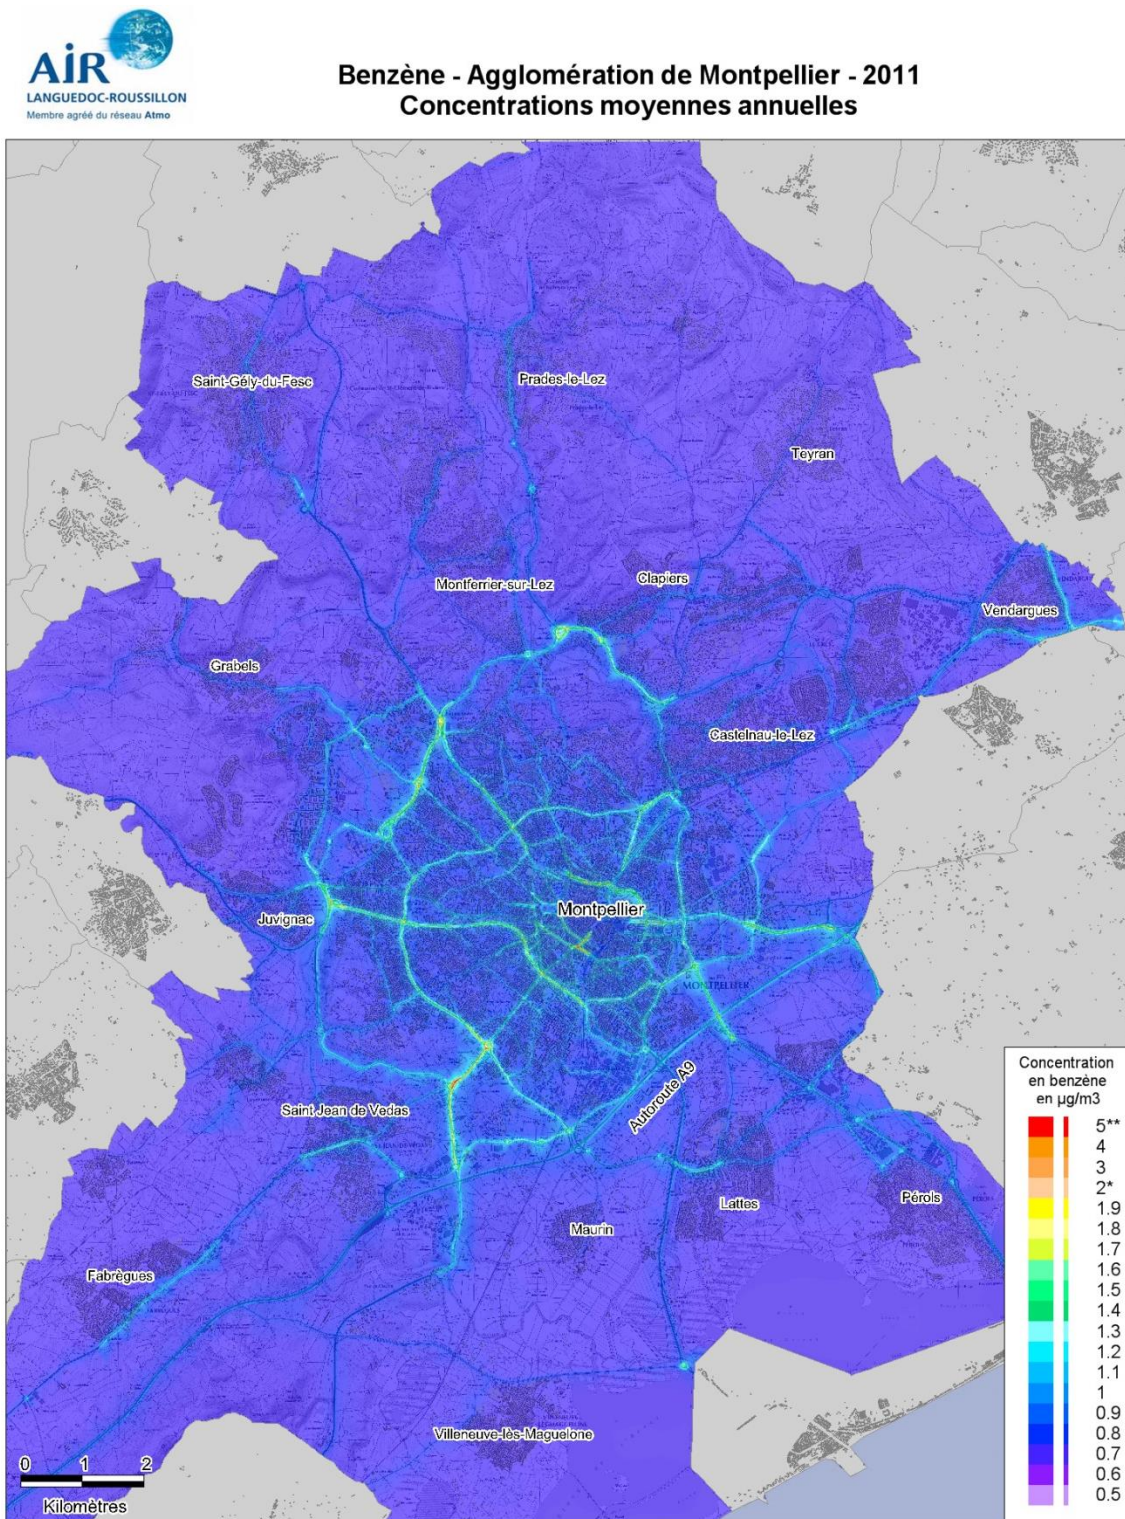 AiR
LANGUEDOC-ROUSSILLON
Membre agréé du réseau Atmo
Benzène - Agglomération de Montpellier - 2011
Concentrations moyennes annuelles
Saint-Gély-du-Fesc
Prades-le-Lez
Teyran
Montferrier-sur-Lez
Clapiers
Vendargues
Grabels
Castelnau-le-Lez
Juvignac
Montpellier
MONTPELLIER
Autoroute A9
Saint Jean de Vedas
Lattes
Pérols
Maurin
Fabrègues
Villeneuve-lès-Maguelone
0 1 2
Kilomètres
Concentration
en benzène
en µg/m3
5**
4
3
2*
1.9
1.8
1.7
1.6
1.5
1.4
1.3
1.2
1.1
1
0.9
0.8
0.7
0.6
0.5